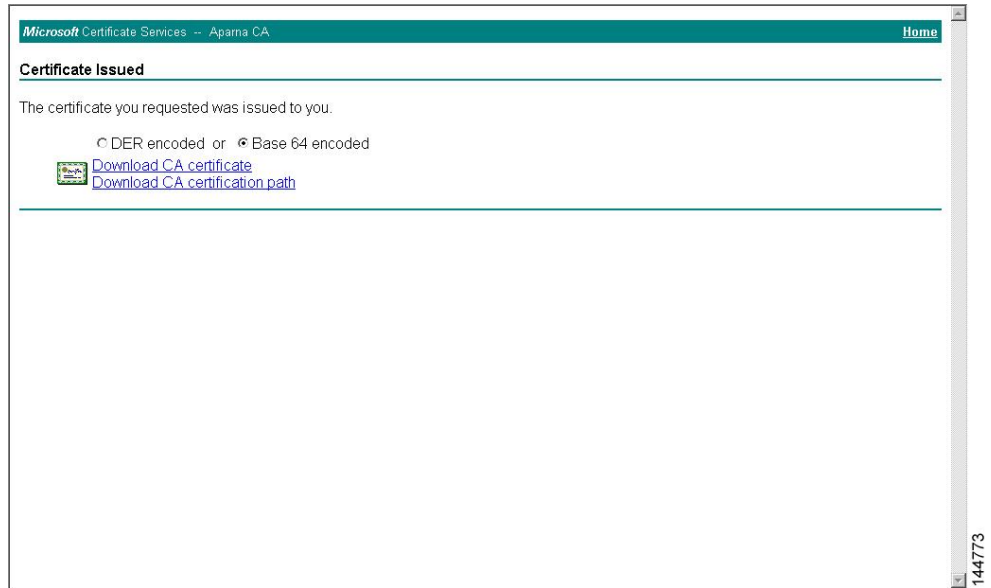 Microsoft Certificate Services -- Aparna CA Home
Certificate Issued
The certificate you requested was issued to you.
DER encoded or Base 64 encoded
Download CA certificate
Download CA certification path
144773